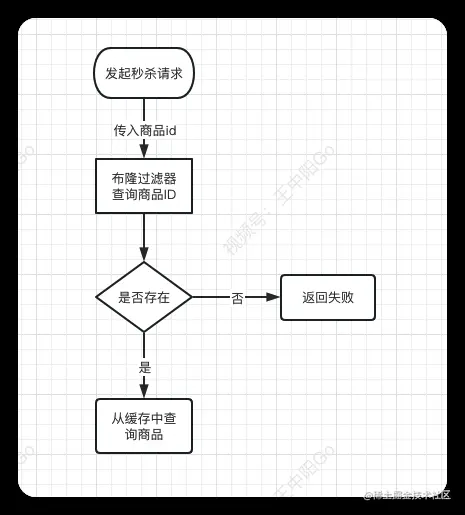 发起秒杀请求
传入商品id
布隆过滤器
查询商品ID
是否存在
否
返回失败
是
从缓存中查
询商品
视频号：王中阳Go
王中阳Go
@稀土掘金技术社区